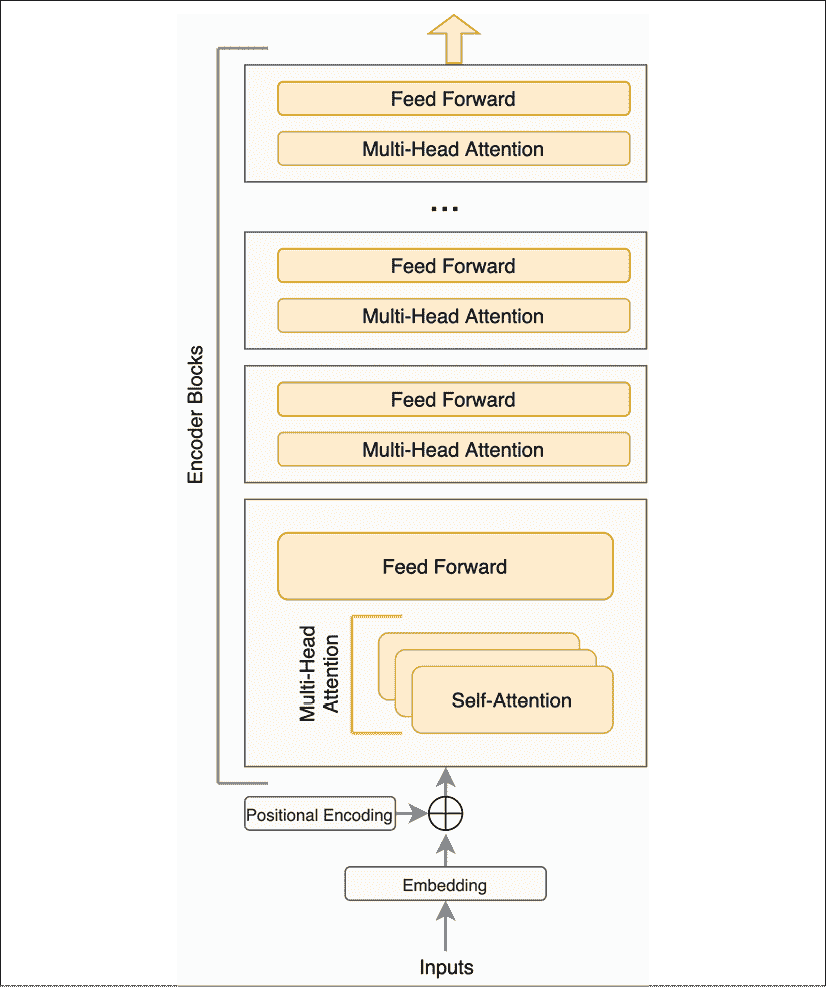 Feed Forward
Multi-Head Attention
...
Feed Forward
Multi-Head Attention
Feed Forward
Multi-Head Attention
Encoder Blocks
Feed Forward
Multi-Head
Attention
Self-Attention
Positional Encoding
Embedding
Inputs